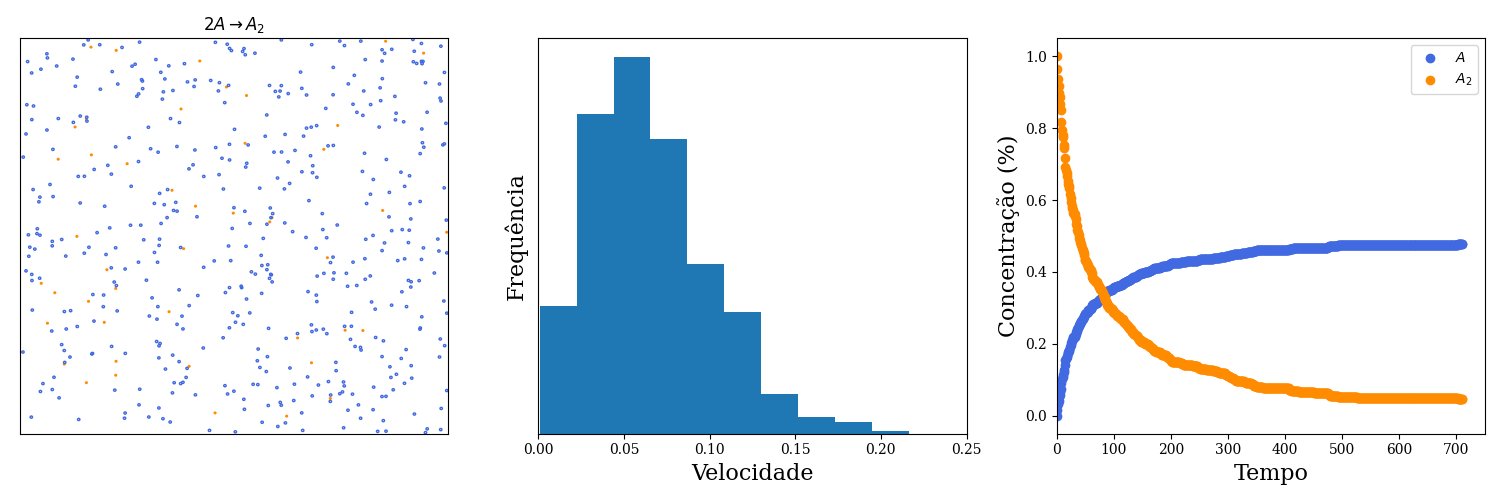 2A → A₂
Frequência
0.00 0.05 0.10 0.15 0.20 0.25
Velocidade
Concentração (%)
1.0
0.8
0.6
0.4
0.2
0.0
A
A₂
0 100 200 300 400 500 600 700
Tempo